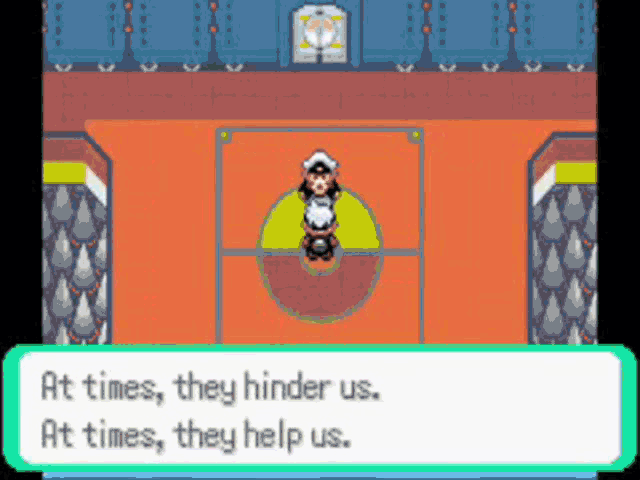 At times, they hinder us.
At times, they help us.